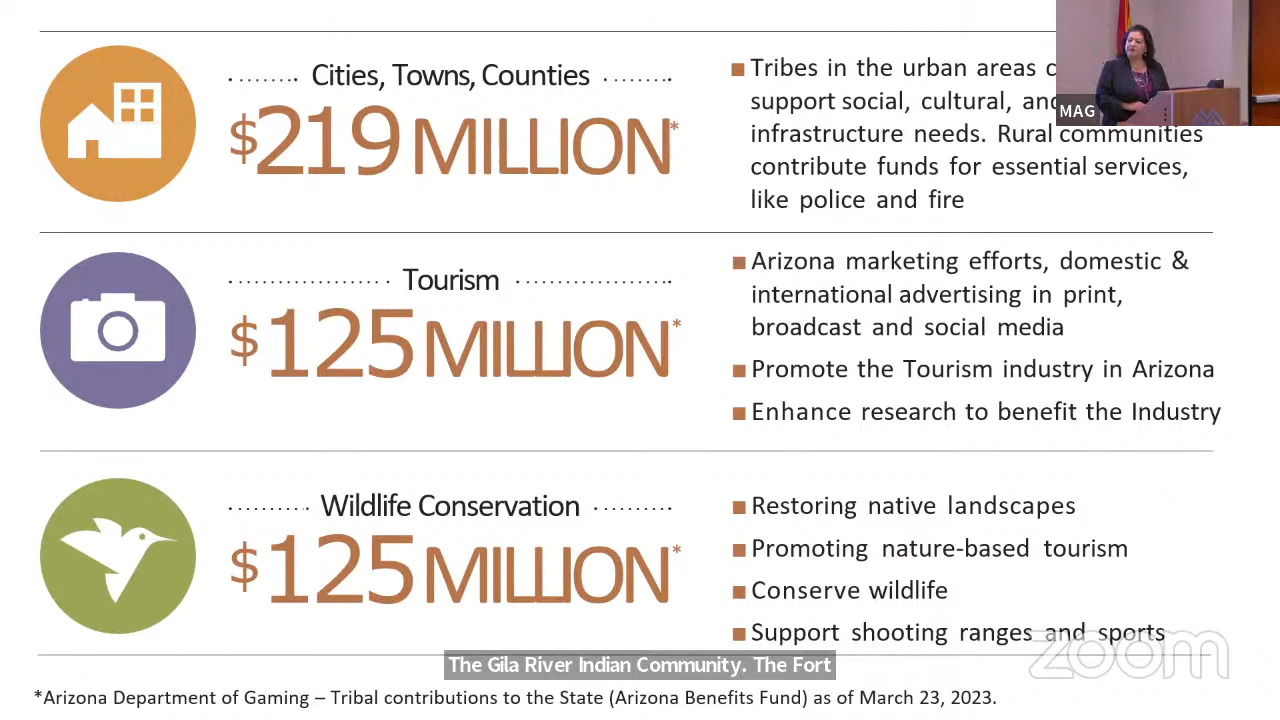 Cities, Towns, Counties
$219 MILLION*
■ Tribes in the urban areas
support social, cultural,
infrastructure needs. Rural communities
contribute funds for essential services,
like police and fire
MAG
Tourism
$125 MILLION*
■ Arizona marketing efforts, domestic &
international advertising in print,
broadcast and social media
■ Promote the Tourism industry in Arizona
■ Enhance research to benefit the Industry
Wildlife Conservation
$125 MILLION*
■ Restoring native landscapes
■ Promoting nature-based tourism
■ Conserve wildlife
■ Support shooting ranges and sports
zoom
The Gila River Indian Community. The Fort
*Arizona Department of Gaming – Tribal contributions to the State (Arizona Benefits Fund) as of March 23, 2023.